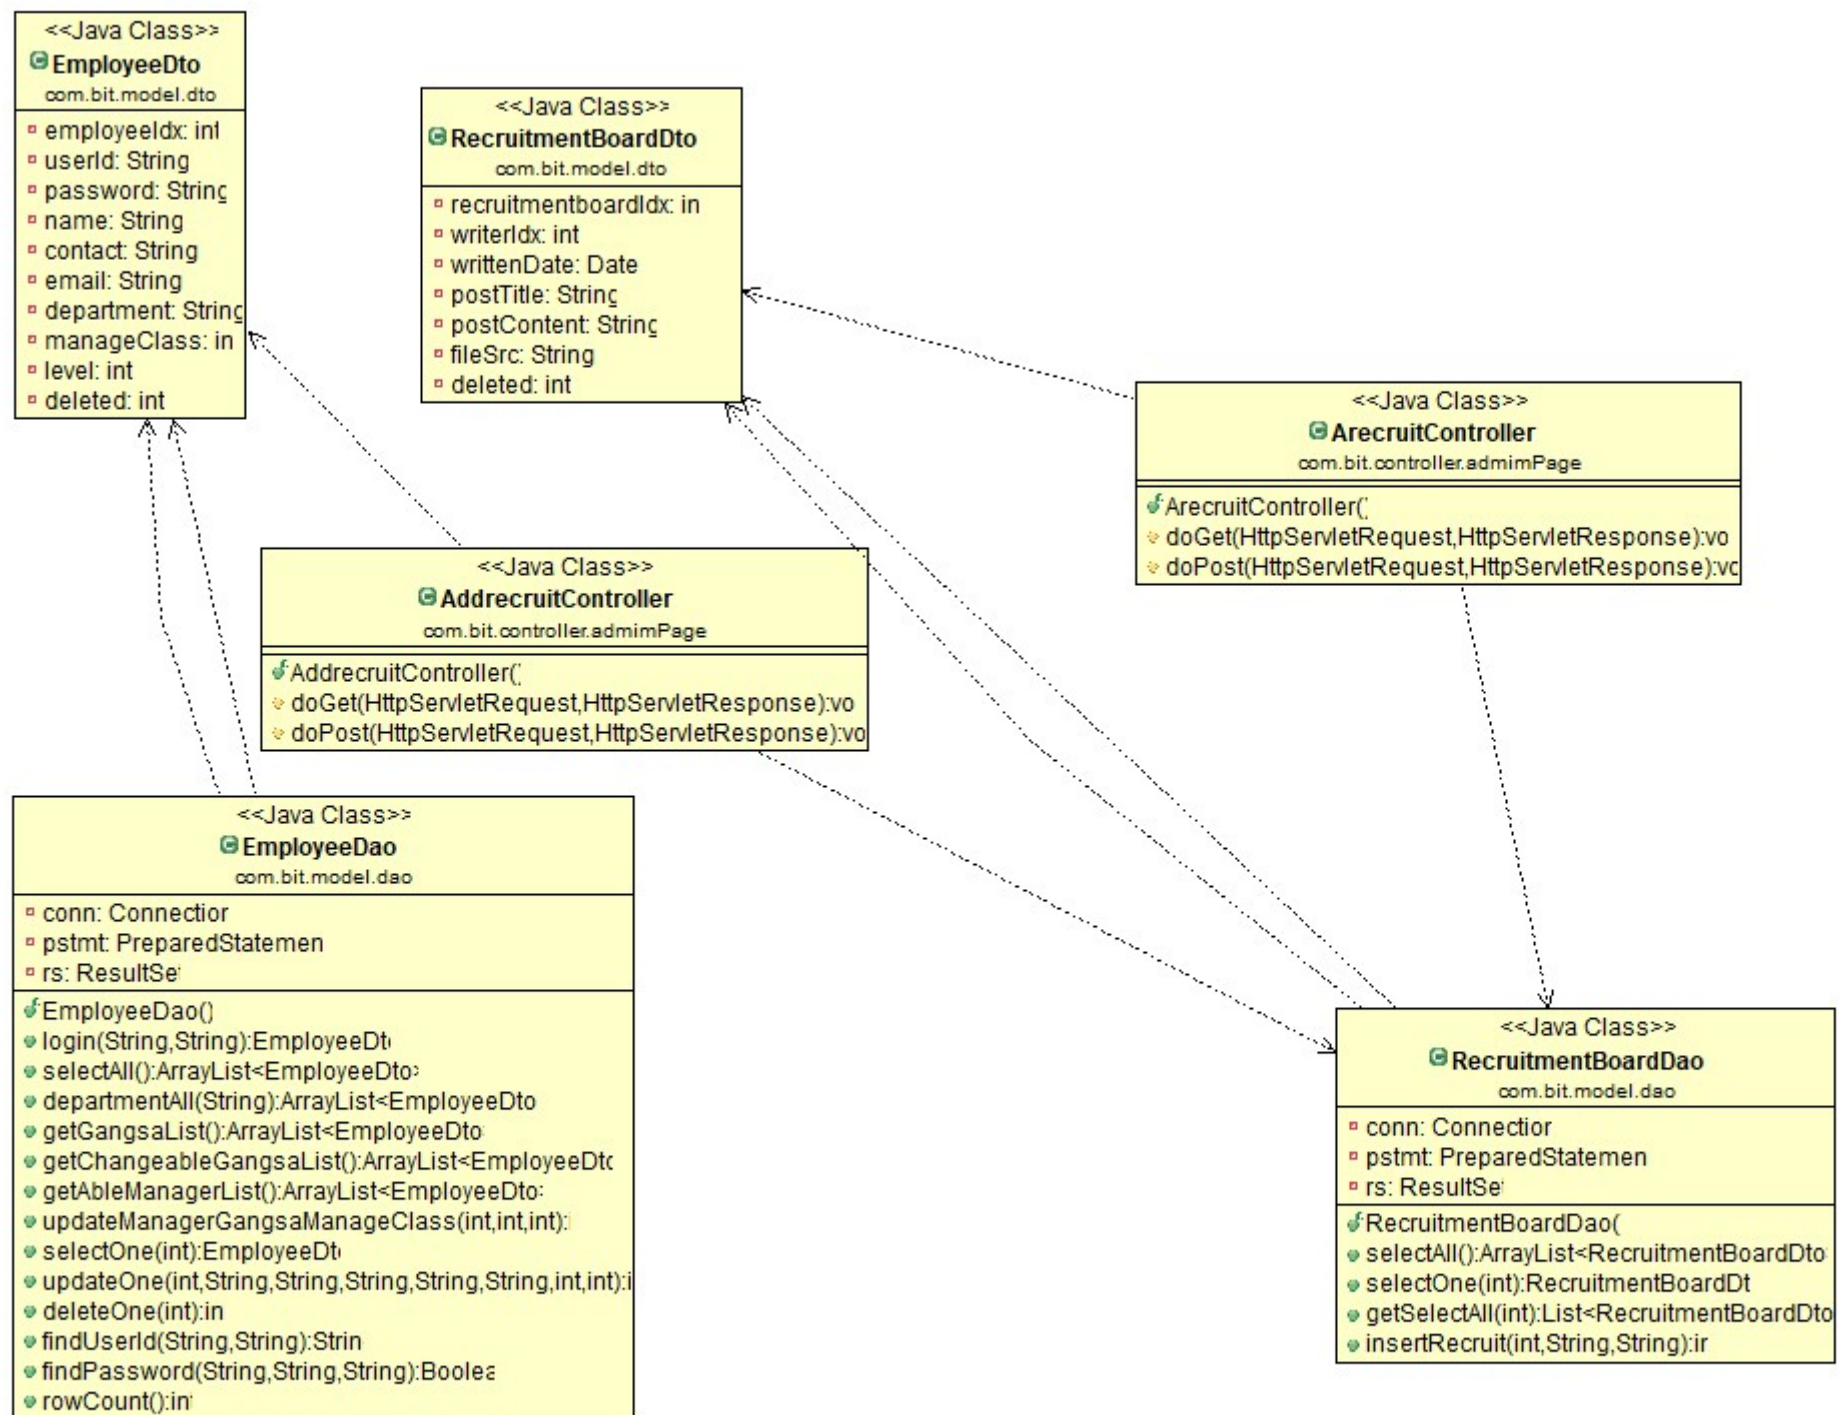 <<Java Class>>
EmployeeDto
com.bit.model.dto
employeeIdx: int
userId: String
password: String
name: String
contact: String
email: String
department: String
manageClass: in
level: int
deleted: int
<<Java Class>>
RecruitmentBoardDto
com.bit.model.dto
recruitmentboardIdx: in
writerIdx: int
writtenDate: Date
postTitle: String
postContent: String
fileSrc: String
deleted: int
<<Java Class>>
ArecruitController
com.bit.controller.admimPage
ArecruitController(
doGet(HttpServletRequest,HttpServletResponse):vo
doPost(HttpServletRequest,HttpServletResponse):vc
<<Java Class>>
AddrecruitController
com.bit.controller.admimPage
AddrecruitController(
doGet(HttpServletRequest,HttpServletResponse):vo
doPost(HttpServletRequest,HttpServletResponse):vo
<<Java Class>>
EmployeeDao
com.bit.model.dao
conn: Connection
pstmt: PreparedStatemen
rs: ResultSet
EmployeeDao()
login(String,String):EmployeeDto
selectAll():ArrayList<EmployeeDto>
departmentAll(String):ArrayList<EmployeeDto
getGangsaList():ArrayList<EmployeeDto
getChangeableGangsaList():ArrayList<EmployeeDto
getAbleManagerList():ArrayList<EmployeeDto>
updateManagerGangsaManageClass(int,int,int):i
selectOne(int):EmployeeDto
updateOne(int,String,String,String,String,String,int,int):i
deleteOne(int):in
findUserId(String,String):Strin
findPassword(String,String,String):Boolea
rowCount():int
<<Java Class>>
RecruitmentBoardDao
com.bit.model.dao
conn: Connection
pstmt: PreparedStatemen
rs: ResultSet
RecruitmentBoardDao(
selectAll():ArrayList<RecruitmentBoardDto
selectOne(int):RecruitmentBoardDt
getSelectAll(int):List<RecruitmentBoardDto
insertRecruit(int,String,String):ir